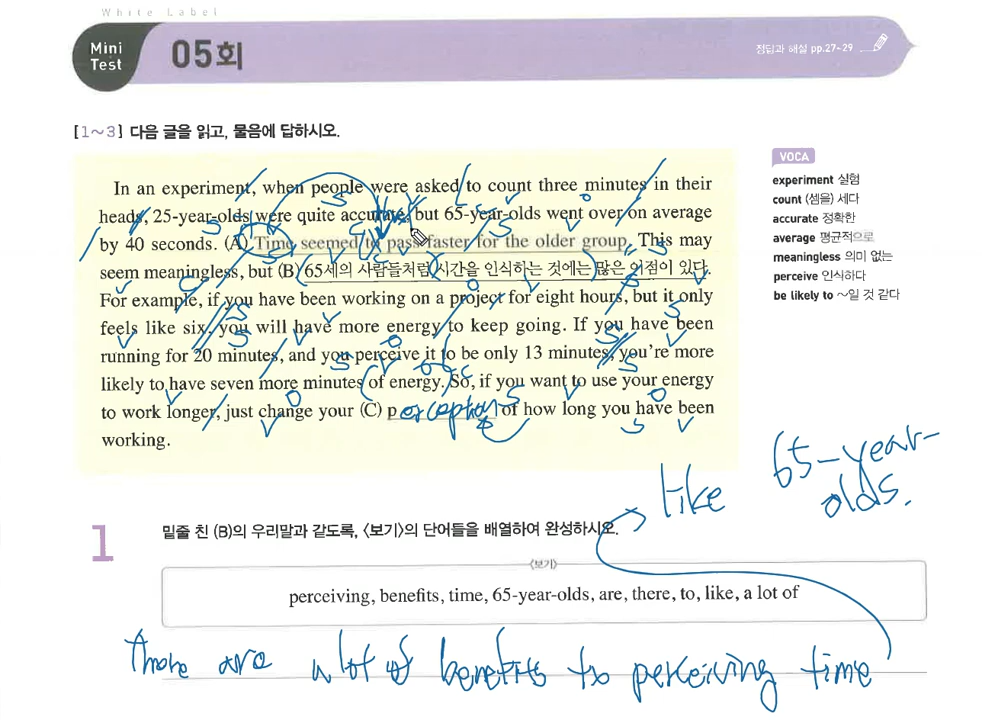 White Label
Mini
Test
05회
정답과 해설 pp.27~29
[1~3] 다음 글을 읽고, 물음에 답하시오.
In an experiment, when people were asked to count three minutes in their
heads, 25-year-olds were quite accurate, but 65-year-olds went over on average
by 40 seconds. (A) Time seemed to pass faster for the older group. This may
seem meaningless, but (B) 65세의 사람들처럼 시간을 인식하는 것에는 많은 이점이 있다.
For example, if you have been working on a project for eight hours, but it only
feels like six, you will have more energy to keep going. If you have been
running for 20 minutes, and you perceive it to be only 13 minutes, you're more
likely to have seven more minutes of energy. So, if you want to use your energy
to work longer, just change your (C) perception of how long you have been
working.
VOCA
experiment 실험
count (셈을) 세다
accurate 정확한
average 평균적으로
meaningless 의미 없는
perceive 인식하다
be likely to ~일 것 같다
like 65-year-
olds.
1
밑줄 친 (B)의 우리말과 같도록, <보기>의 단어들을 배열하여 완성하시오.
<보기>
perceiving, benefits, time, 65-year-olds, are, there, to, like, a lot of
there are a lot of benefits to perceiving time